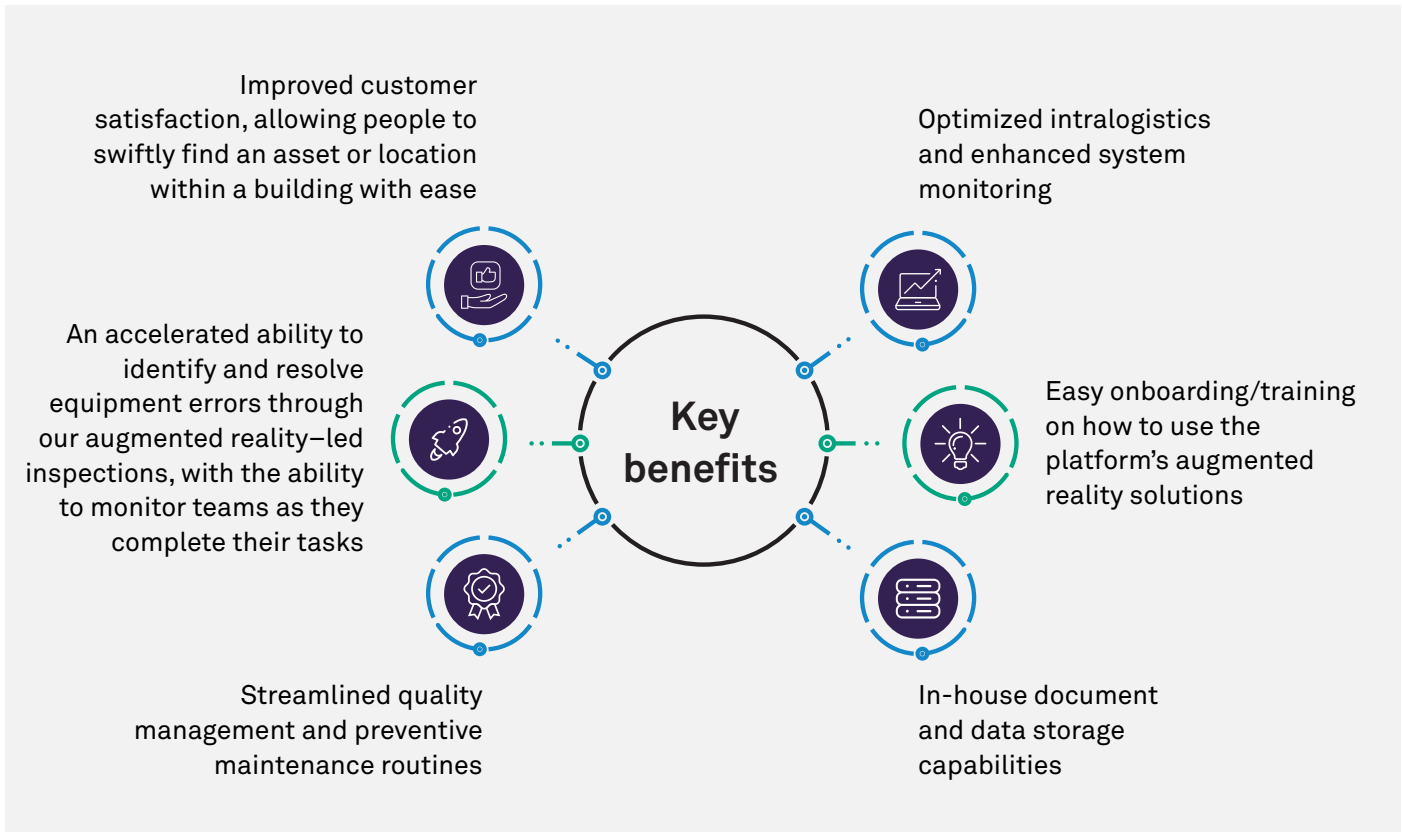 Improved customer
satisfaction, allowing people to
swiftly find an asset or location
within a building with ease
Optimized intralogistics
and enhanced system
monitoring
An accelerated ability to
identify and resolve
equipment errors through
our augmented reality–led
inspections, with the ability
to monitor teams as they
complete their tasks
Key
benefits
Easy onboarding/training
on how to use the
platform’s augmented
reality solutions
Streamlined quality
management and preventive
maintenance routines
In-house document
and data storage
capabilities